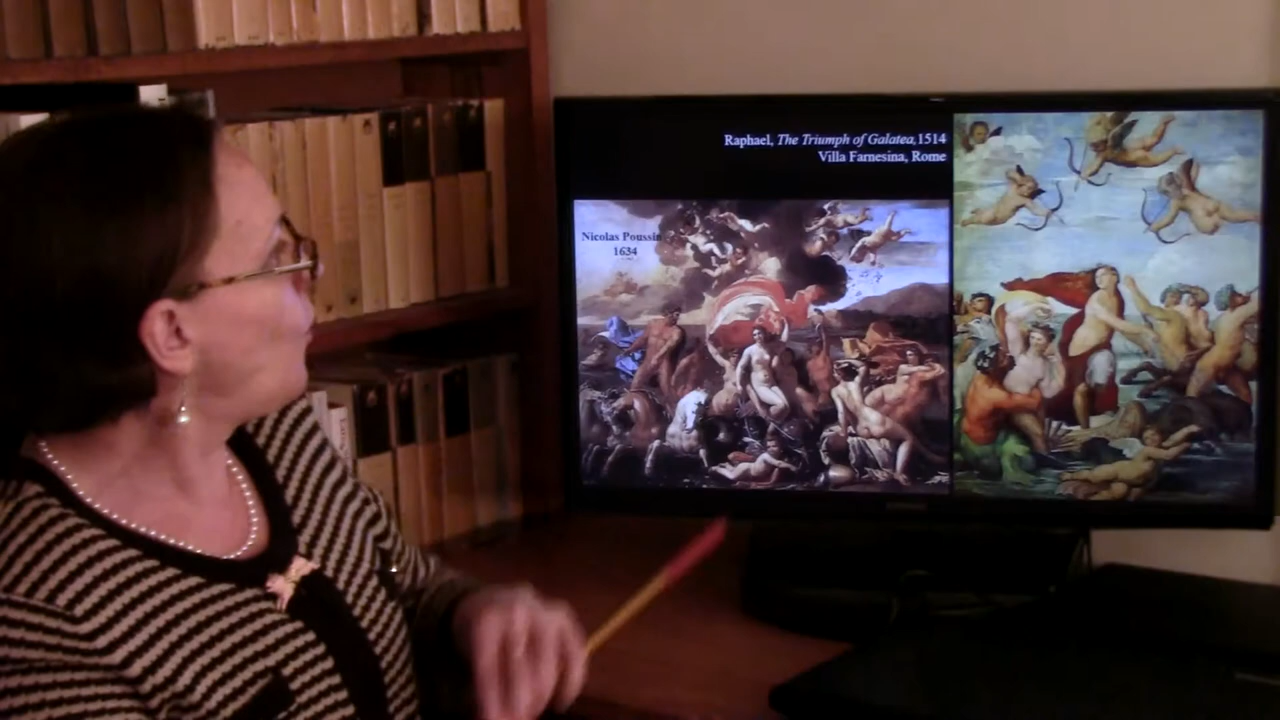 Raphael, The Triumph of Galatea,1514
Villa Farnesina, Rome
Nicolas Poussin
1634